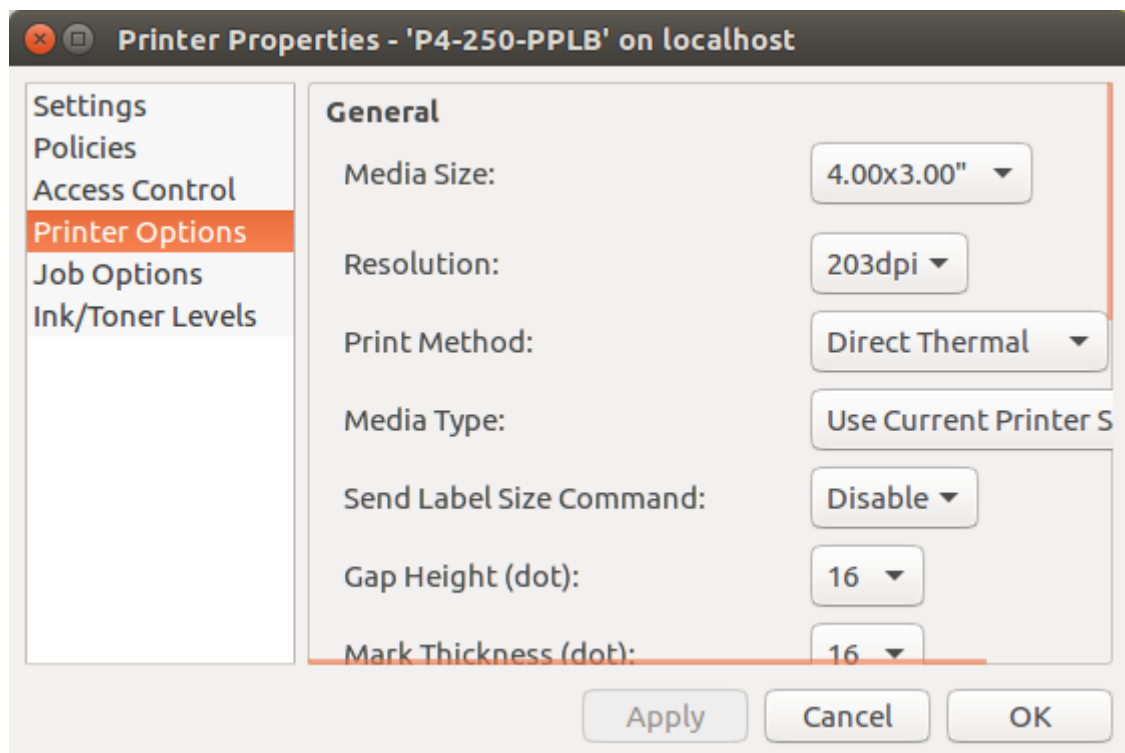 Printer Properties - 'P4-250-PPLB' on localhost
Settings
Policies
Access Control
Printer Options
Job Options
Ink/Toner Levels
General
Media Size: 4.00x3.00"
Resolution: 203dpi
Print Method: Direct Thermal
Media Type: Use Current Printer S
Send Label Size Command: Disable
Gap Height (dot): 16
Mark Thickness (dot): 16
Apply Cancel OK